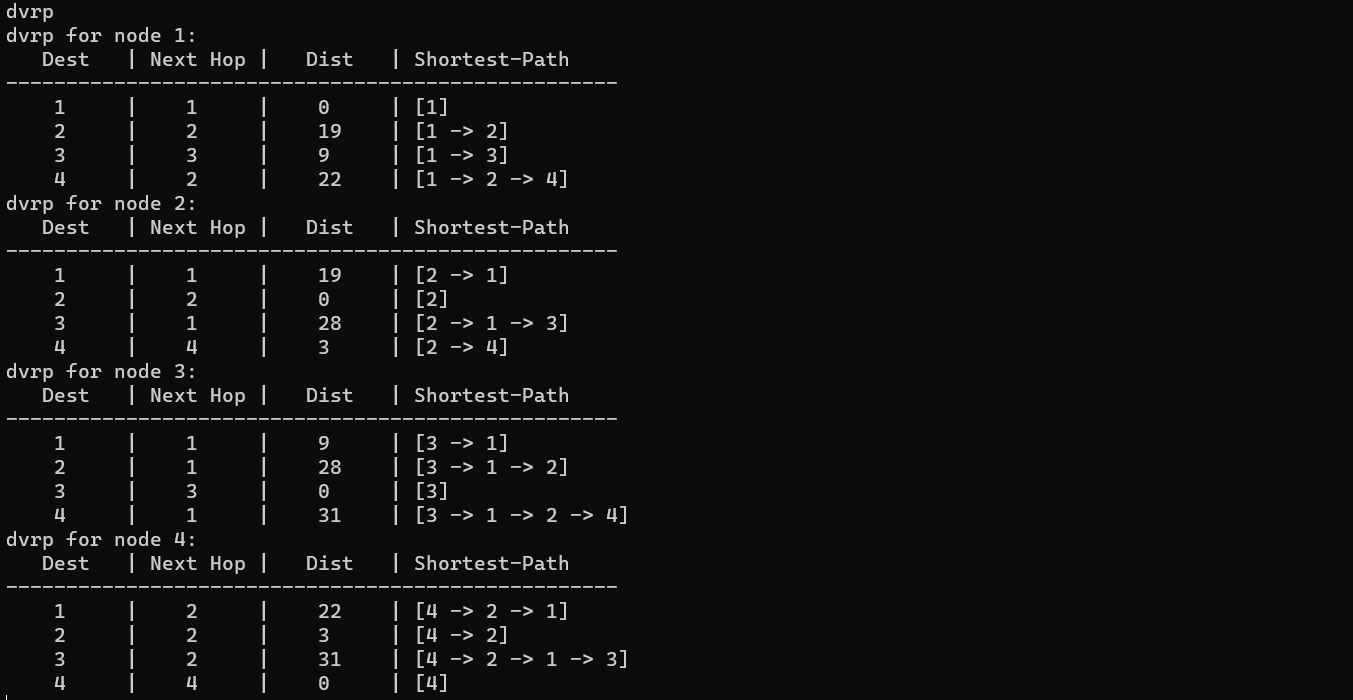 dvrp
dvrp for node 1:
   Dest   | Next Hop |   Dist   | Shortest-Path
---------------------------------------------------
    1     |    1     |    0     | [1]
    2     |    2     |    19    | [1 -> 2]
    3     |    3     |    9     | [1 -> 3]
    4     |    2     |    22    | [1 -> 2 -> 4]
dvrp for node 2:
   Dest   | Next Hop |   Dist   | Shortest-Path
---------------------------------------------------
    1     |    1     |    19    | [2 -> 1]
    2     |    2     |    0     | [2]
    3     |    1     |    28    | [2 -> 1 -> 3]
    4     |    4     |    3     | [2 -> 4]
dvrp for node 3:
   Dest   | Next Hop |   Dist   | Shortest-Path
---------------------------------------------------
    1     |    1     |    9     | [3 -> 1]
    2     |    1     |    28    | [3 -> 1 -> 2]
    3     |    3     |    0     | [3]
    4     |    1     |    31    | [3 -> 1 -> 2 -> 4]
dvrp for node 4:
   Dest   | Next Hop |   Dist   | Shortest-Path
---------------------------------------------------
    1     |    2     |    22    | [4 -> 2 -> 1]
    2     |    2     |    3     | [4 -> 2]
    3     |    2     |    31    | [4 -> 2 -> 1 -> 3]
    4     |    4     |    0     | [4]